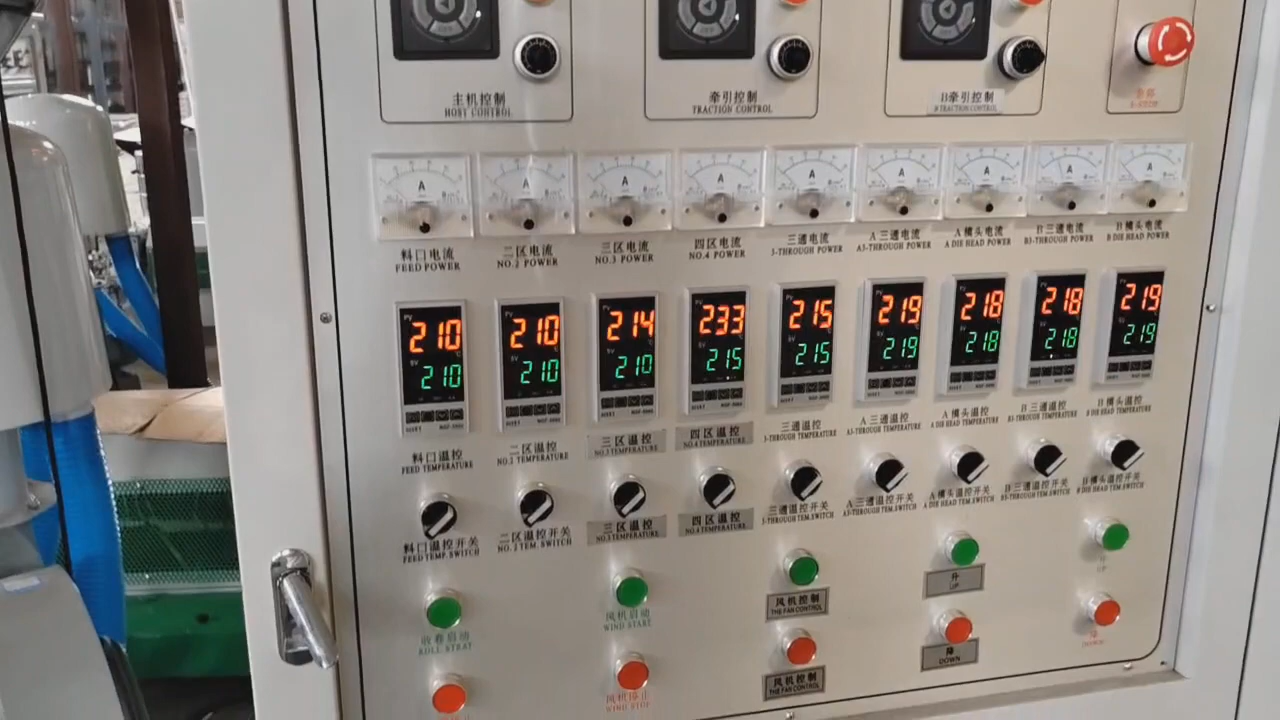 主机控制
HOST CONTROL
牵引控制
TRACTION CONTROL
B牵引控制
B TRACTION CONTROL
A
A
A
A
A
A
A
A
A
料口电流
FEED POWER
二区电流
NO.2 POWER
三区电流
NO.3 POWER
四区电流
NO.4 POWER
三通电流
3-THROUGH POWER
A三通电流
A3-THROUGH POWER
A模头电流
A DIE HEAD POWER
B三通电流
B3-THROUGH POWER
B模头电流
B DIE HEAD POWER
PV 210
SV 210
210
210
214
210
233
215
215
215
219
219
218
218
218
218
219
219
料口温控
FEED TEMPERATURE
二区温控
NO.2 TEMPERATURE
三区温控
NO.3 TEMPERATURE
四区温控
NO.4 TEMPERATURE
三通温控
3-THROUGH TEMPERATURE
A三通温控
A3-THROUGH TEMPERATURE
A模头温控
A DIE HEAD TEMPERATURE
B三通温控
B3-THROUGH TEMPERATURE
B模头温控
B DIE HEAD TEMPERATURE
料口温控开关
FEED TEMP. SWITCH
二区温控开关
NO.2 TEM. SWITCH
三区温控
NO.3 TEMPERATURE
四区温控
NO.4 TEMPERATURE
三通温控开关
3-THROUGH TEM.SWITCH
A三通温控开关
A3-THROUGH TEM.SWITCH
A模头温控开关
A DIE HEAD TEM.SWITCH
B三通温控开关
B3-THROUGH TEM.SWITCH
B模头温控开关
B DIE HEAD TEM.SWITCH
收卷启动
ROLL STRAT
风机启动
WIND START
风机控制
THE FAN CONTROL
升
UP
升
UP
风机停止
WIND STOP
风机控制
THE FAN CONTROL
降
DOWN
降
DOWN